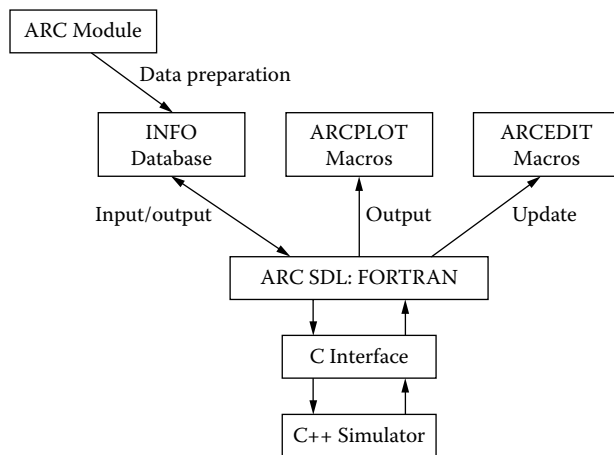 ARC Module
Data preparation
INFO
Database
ARCPLOT
Macros
ARCEDIT
Macros
Input/output
Output
Update
ARC SDL: FORTRAN
C Interface
C++ Simulator